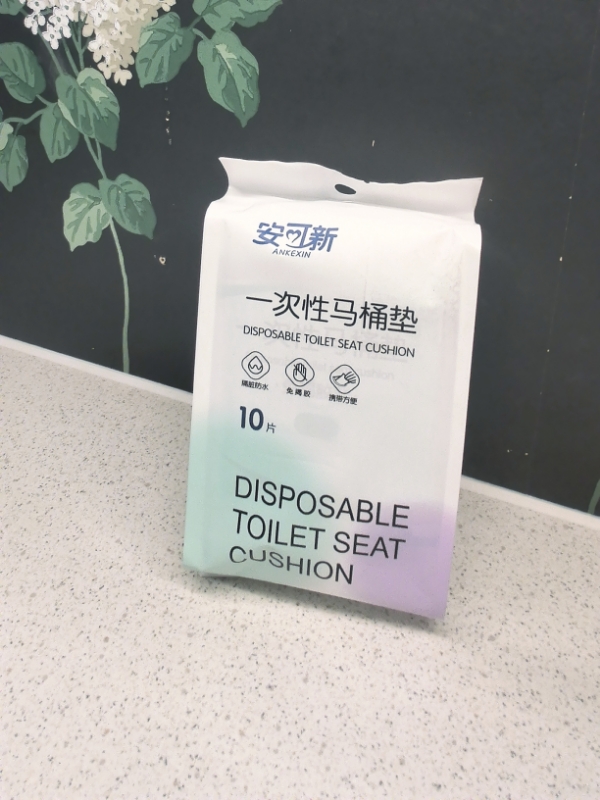 安可新
ANKEXIN
一次性马桶垫
DISPOSABLE TOILET SEAT CUSHION
隔脏防水 免撕胶 携带方便
10片
DISPOSABLE
TOILET SEAT
CUSHION